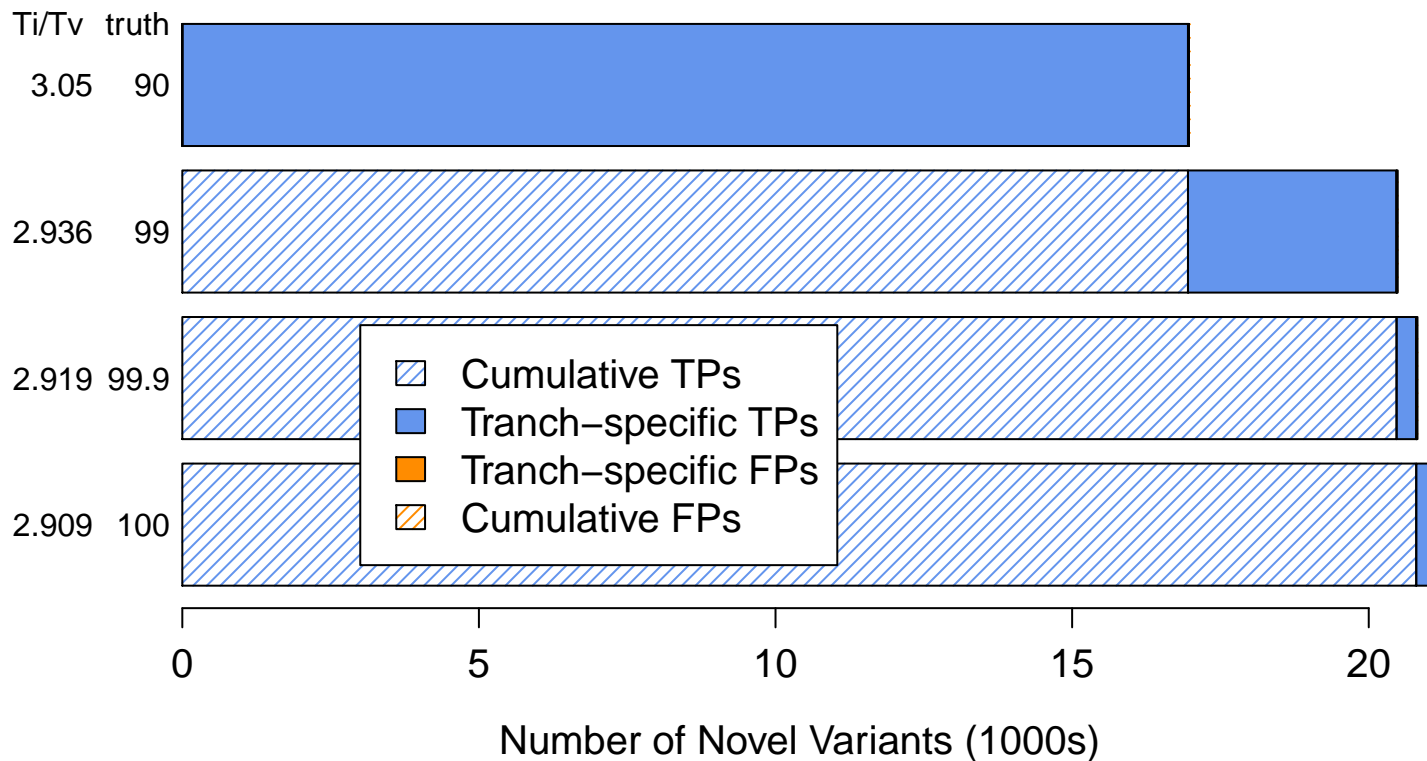 Ti/Tv truth
3.05 90
2.936 99
2.919 99.9
2.909 100
Cumulative TPs
Tranch−specific TPs
Tranch−specific FPs
Cumulative FPs
0 5 10 15 20
Number of Novel Variants (1000s)